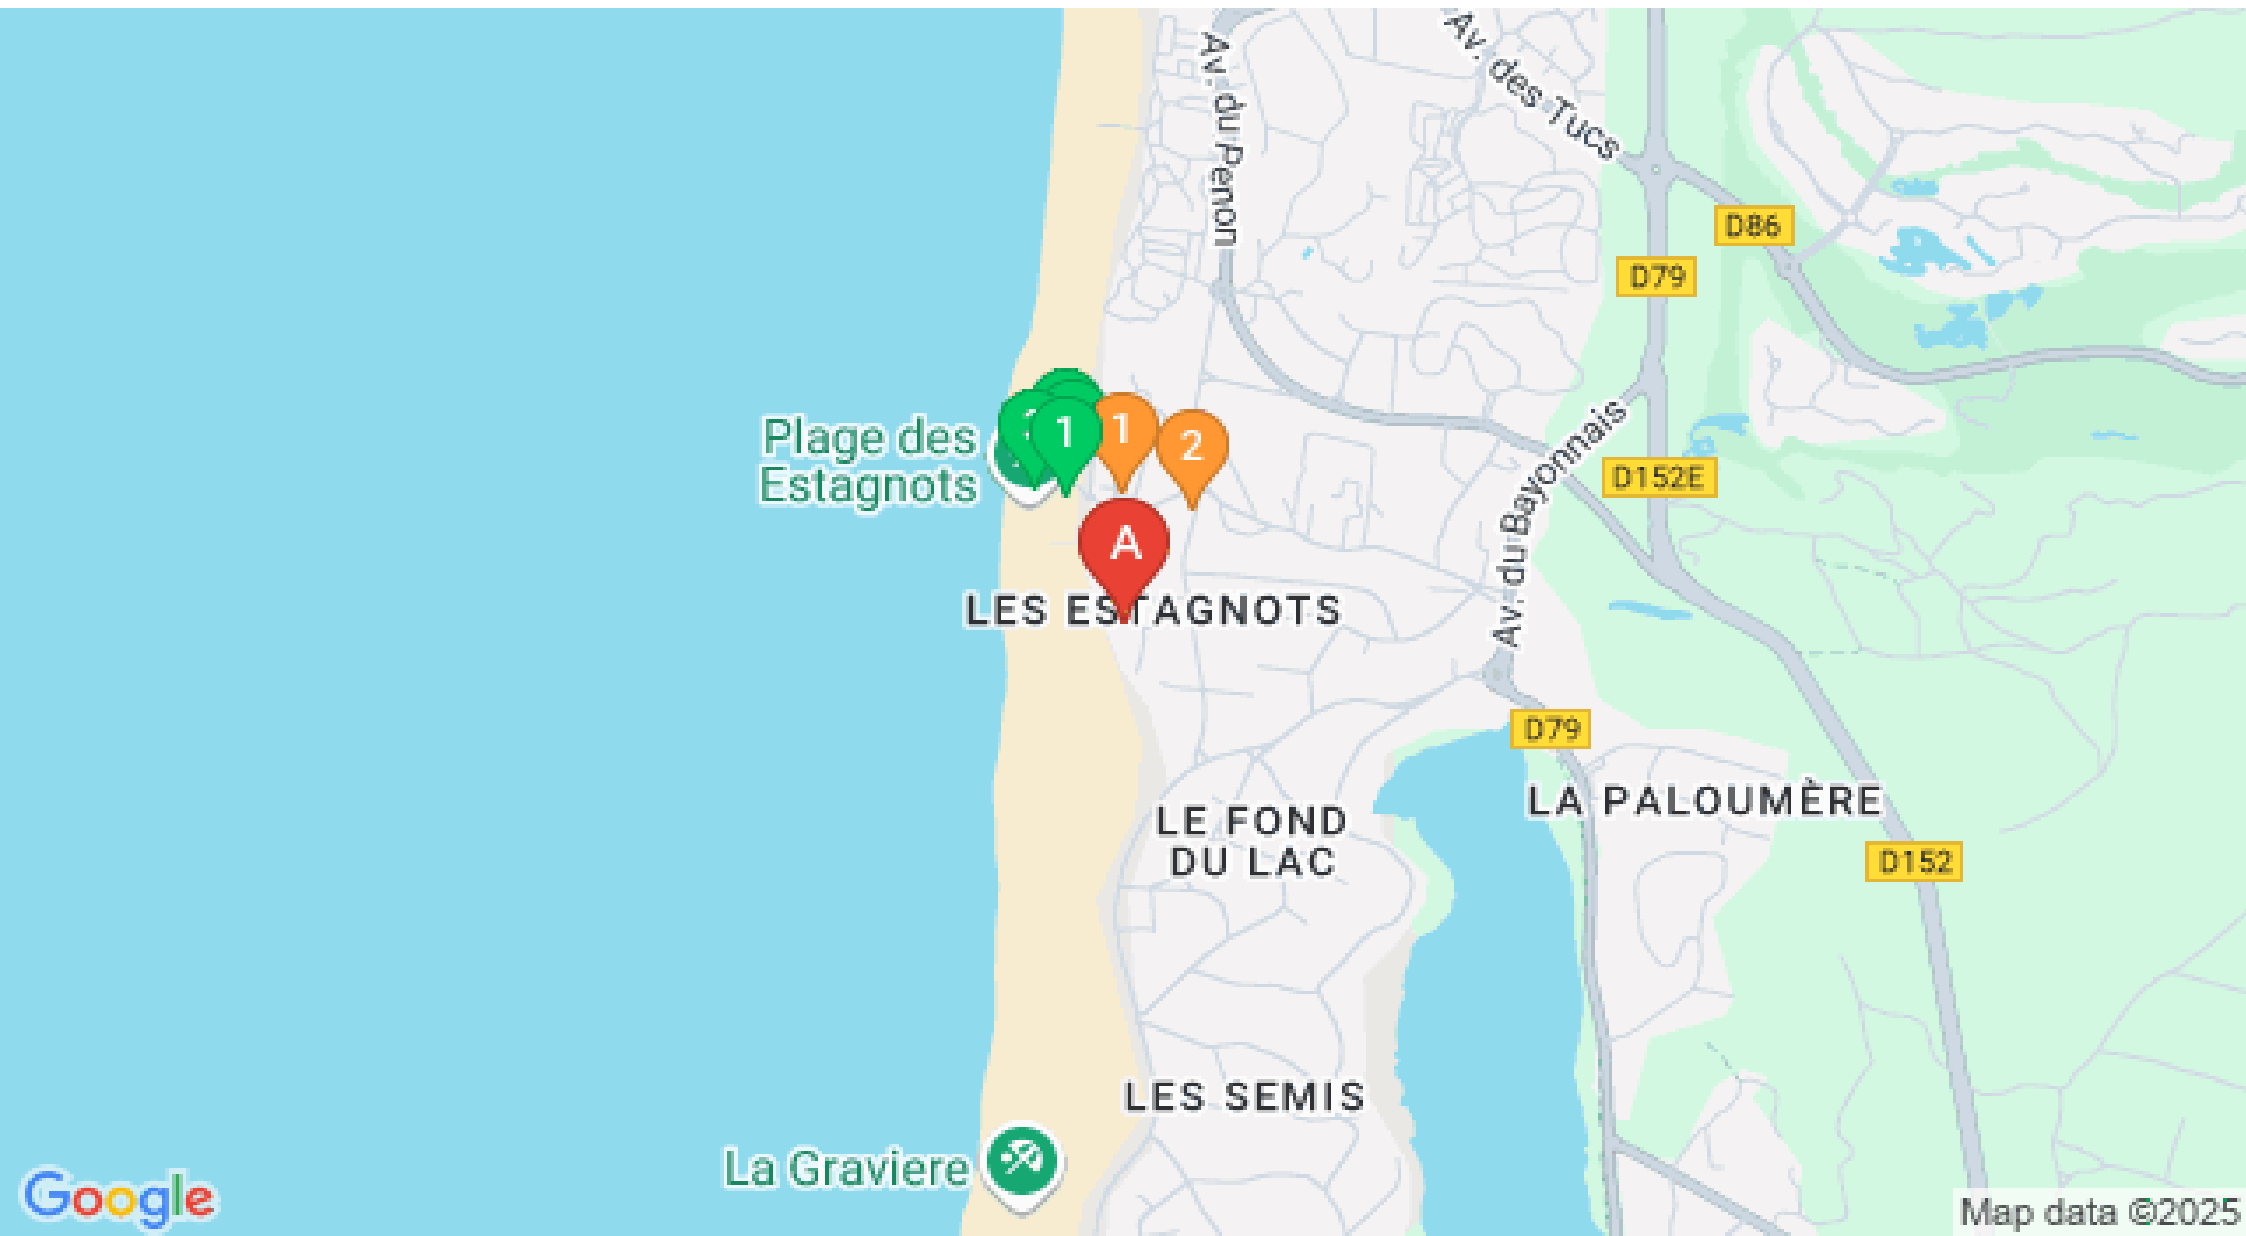 Av. des Tucs
Av. du Penon
D86
D79
Plage des
Estagnots
1
1
2
Av. du Bayonnais
D152E
A
LES ESTAGNOTS
D79
LA PALOUMÈRE
LE FOND
DU LAC
D152
LES SEMIS
La Graviere
Google
Map data ©2025